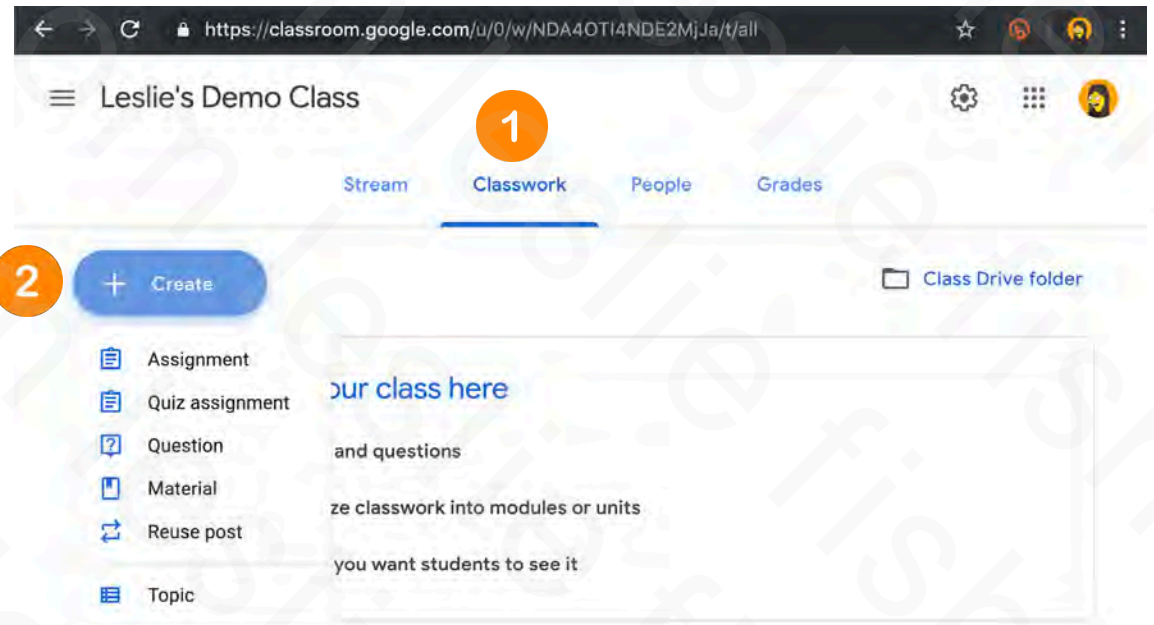 https://classroom.google.com/u/0/w/NDA4OTI4NDE2MjJa/t/all
Leslie's Demo Class
1
Stream Classwork People Grades
2
+ Create
Class Drive folder
Assignment
our class here
Quiz assignment
Question
and questions
Material
ze classwork into modules or units
Reuse post
you want students to see it
Topic